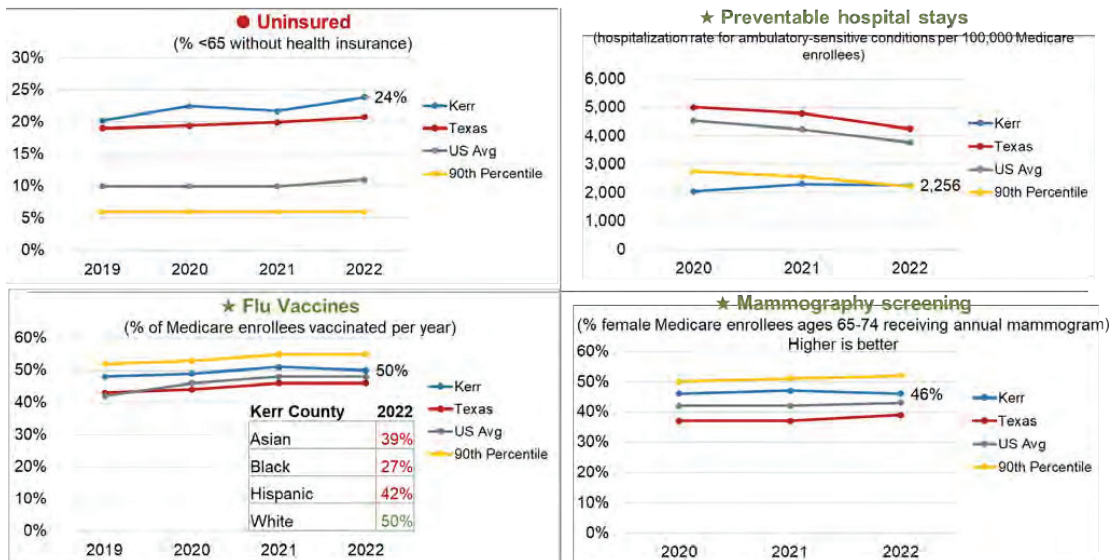 ● Uninsured
(% <65 without health insurance)
30%
25%
20%
15%
10%
5%
0%
24%
Kerr
Texas
US Avg
90th Percentile
2019 2020 2021 2022
★ Preventable hospital stays
(hospitalization rate for ambulatory-sensitive conditions per 100,000 Medicare
enrollees)
6,000
5,000
4,000
3,000
2,000
1,000
0
2,256
Kerr
Texas
US Avg
90th Percentile
2020 2021 2022
★ Flu Vaccines
(% of Medicare enrollees vaccinated per year)
60%
50%
40%
30%
20%
10%
0%
50%
Kerr
Texas
US Avg
90th Percentile
Kerr County 2022
Asian 39%
Black 27%
Hispanic 42%
White 50%
2019 2020 2021 2022
★ Mammography screening
(% female Medicare enrollees ages 65-74 receiving annual mammogram)
Higher is better
60%
50%
40%
30%
20%
10%
0%
46%
Kerr
Texas
US Avg
90th Percentile
2020 2021 2022